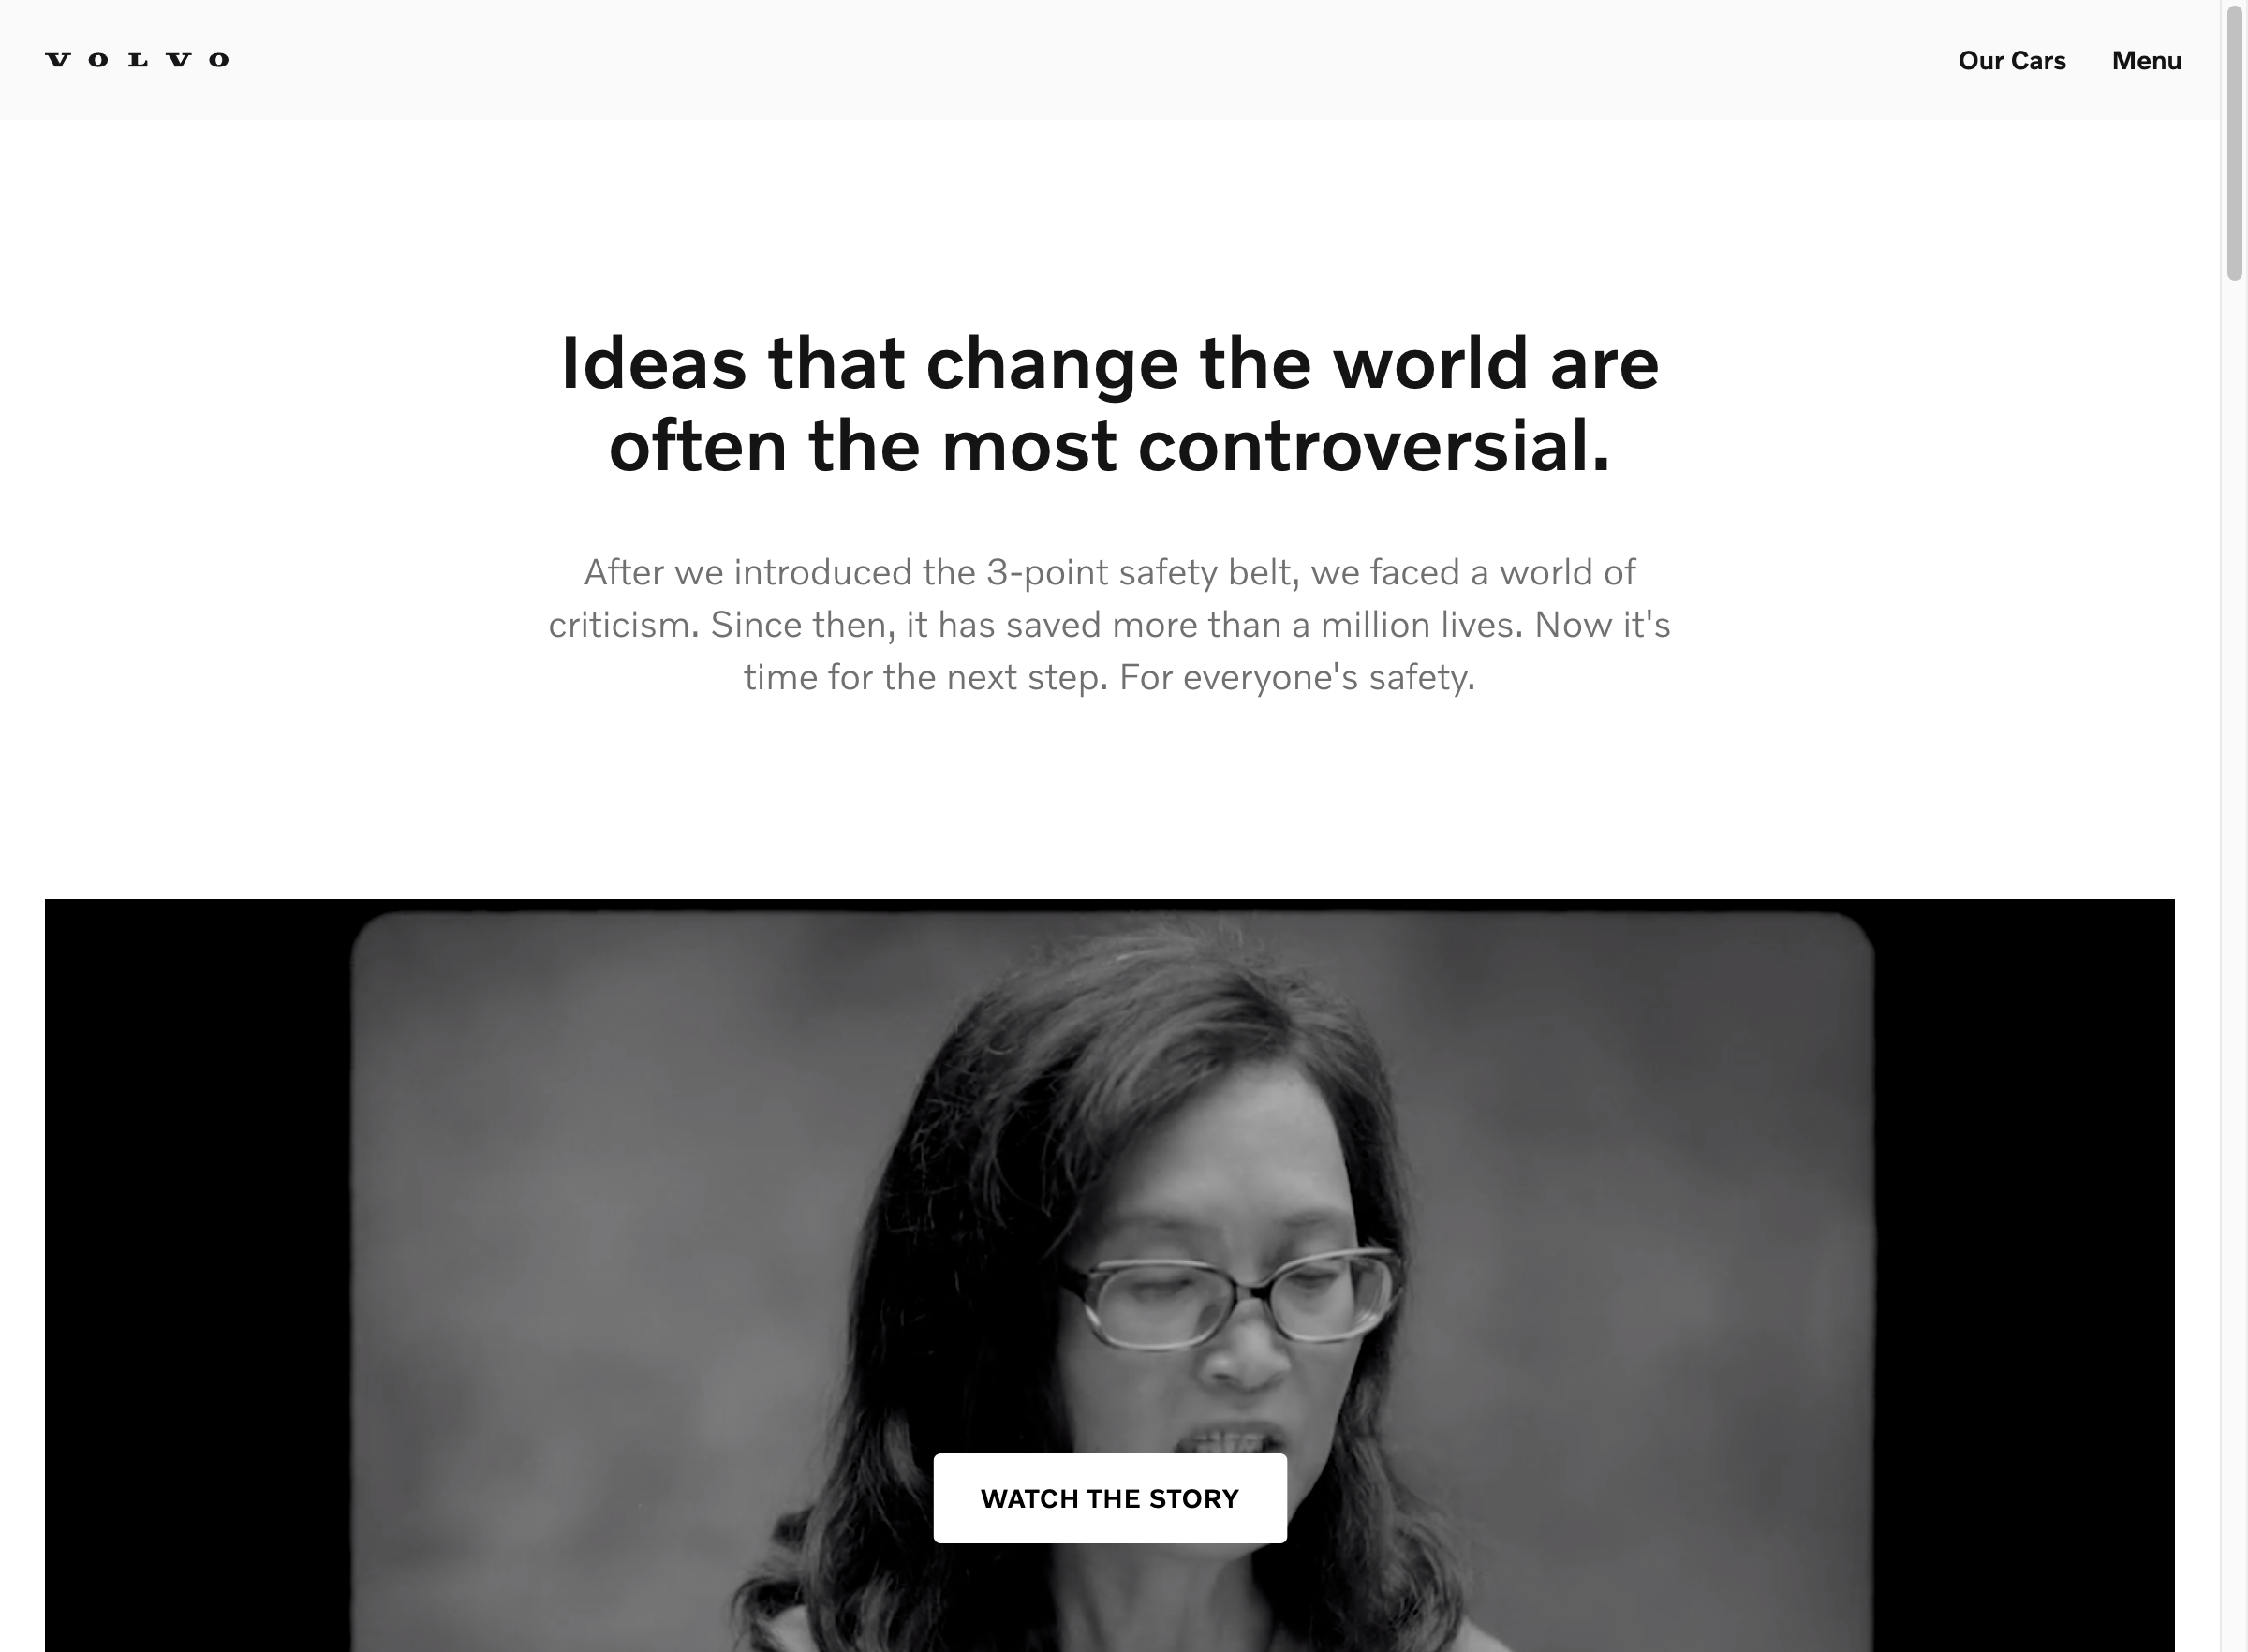 VOLVO
Our Cars
Menu
Ideas that change the world are
often the most controversial.
After we introduced the 3-point safety belt, we faced a world of
criticism. Since then, it has saved more than a million lives. Now it's
time for the next step. For everyone's safety.
WATCH THE STORY